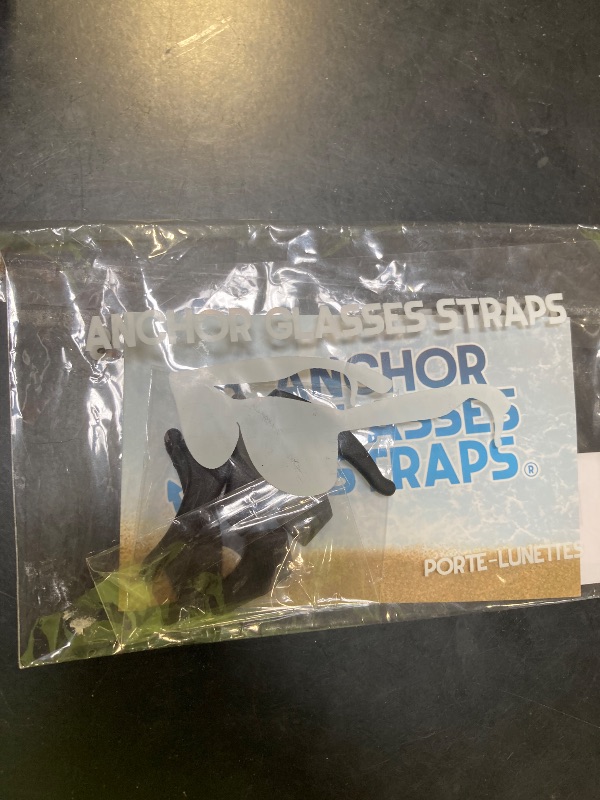 ANCHOR GLASSES STRAPS
ANCHOR
GLASSES
STRAPS®
PORTE-LUNETTES